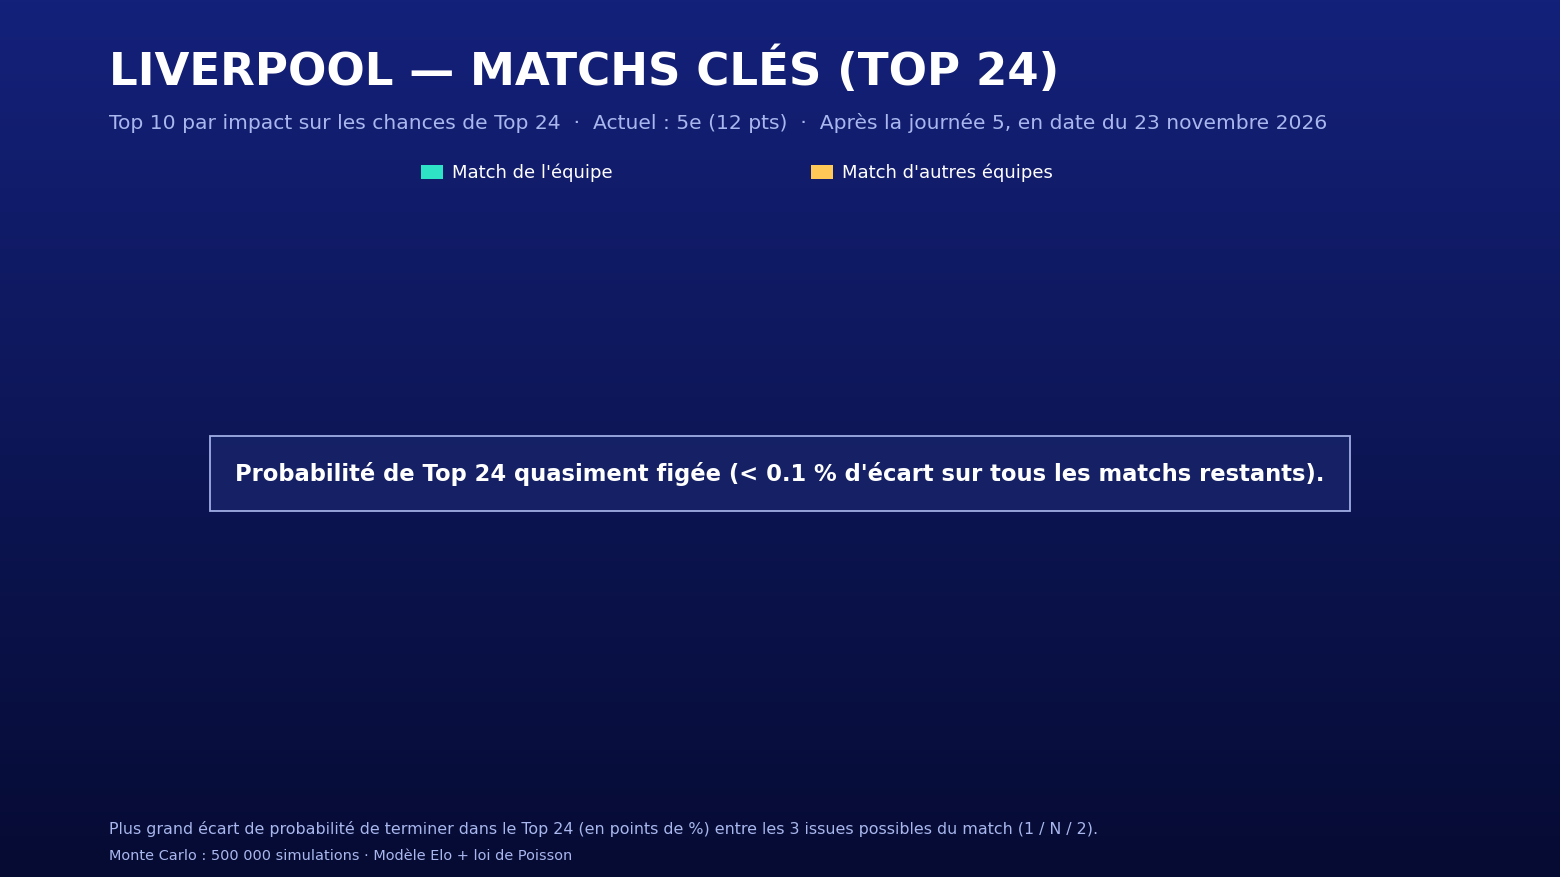 LIVERPOOL — MATCHS CLÉS (TOP 24)
Top 10 par impact sur les chances de Top 24 · Actuel : 5e (12 pts) · Après la journée 5, en date du 23 novembre 2026
Match de l'équipe
Match d'autres équipes
Probabilité de Top 24 quasiment figée (< 0.1 % d'écart sur tous les matchs restants).
Plus grand écart de probabilité de terminer dans le Top 24 (en points de %) entre les 3 issues possibles du match (1 / N / 2).
Monte Carlo : 500 000 simulations · Modèle Elo + loi de Poisson